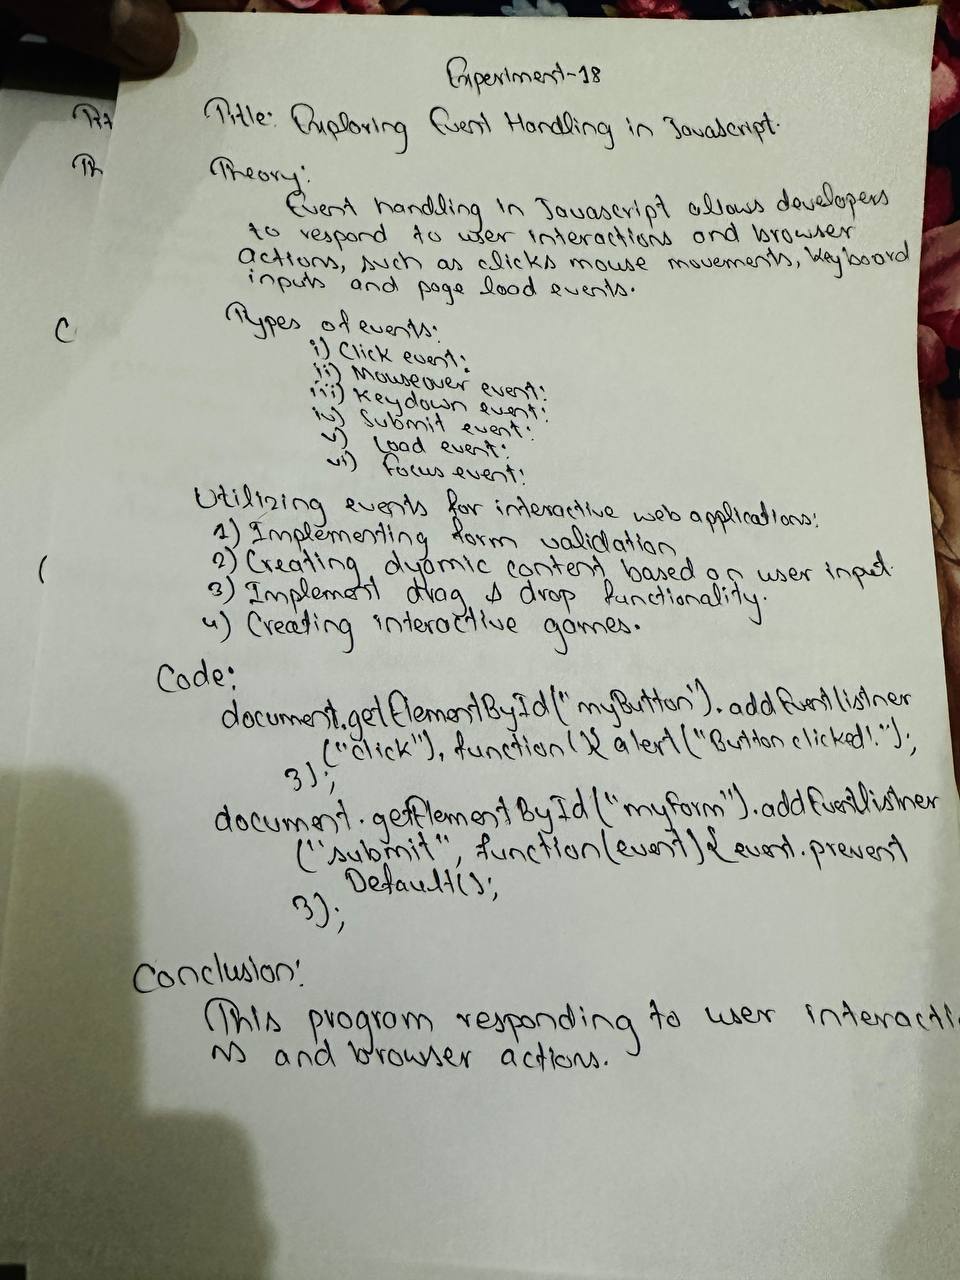 Experiment-18
Title: Exploring Event Handling in Javascript.
Tit
Theory:
Th
Event handling in Javascript allows developers
to respond to user interactions and browser
actions, such as clicks mouse movements, keyboard
inputs and page load events.
Types of events:
C
i) Click event:
ii) Mouseover event:
iii) Keydown event:
iv) Submit event:
v) Load event:
vi) Focus event:
Utilizing events for interactive web applications:
1) Implementing form validation
2) Creating dyamic content based on user input.
3) Implement drag & drop functionality.
4) Creating interactive games.
Code:
document.getElementById("myButton").addEventlistner
("click"), function(){ alert("Button clicked!");
});
document.getElementById("myform").addEventlistner
("submit", function(event){ event.prevent
Default();
});
Conclusion:
This program responding to user interacti
ns and browser actions.